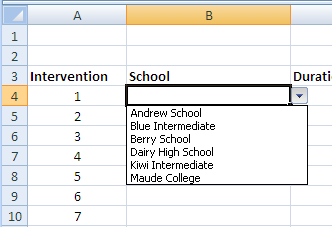 A B
1
2
3 Intervention School Durati
4 1
Andrew School
5 2
Blue Intermediate
6 3
Berry School
7 4
Dairy High School
8 5
Kiwi Intermediate
Maude College
9 6
10 7